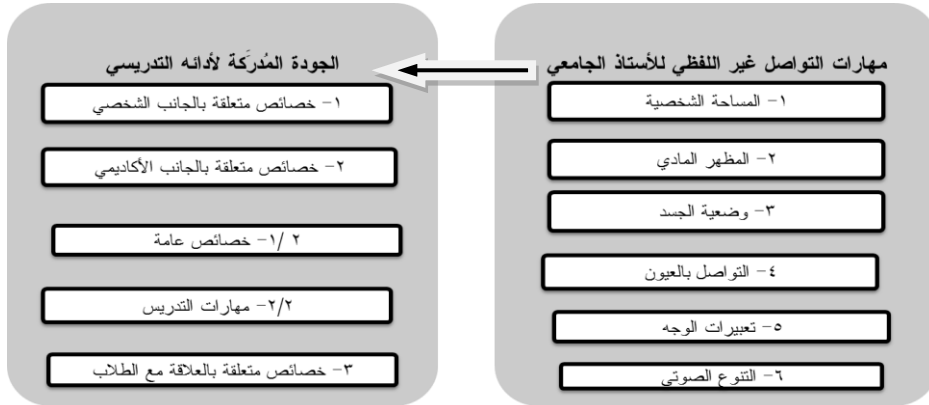 مهارات التواصل غير اللفظي للأستاذ الجامعي
١- المساحة الشخصية
٢- المظهر المادي
٣- وضعية الجسد
٤- التواصل بالعيون
٥- تعبيرات الوجه
٦- التنوع الصوتي
الجودة المُدرَكة لأدائه التدريسي
١- خصائص متعلقة بالجانب الشخصي
٢- خصائص متعلقة بالجانب الأكاديمي
٢ /١- خصائص عامة
٢/٢- مهارات التدريس
٣- خصائص متعلقة بالعلاقة مع الطلاب